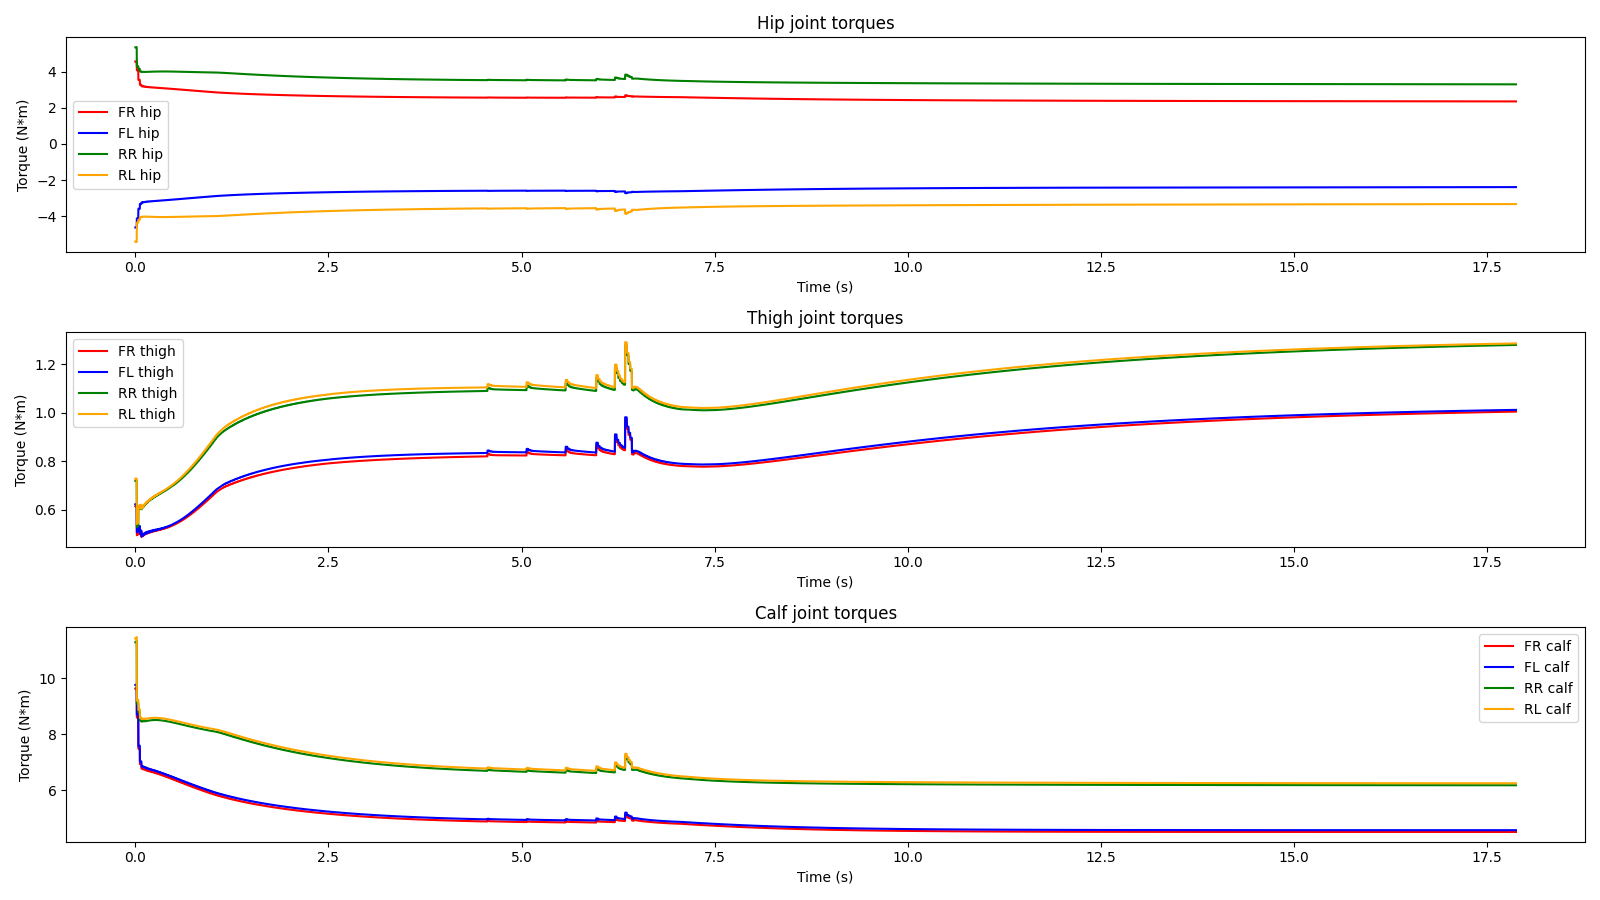 Hip joint torques
Torque (N*m)
4
2
0
−2
−4
FR hip
FL hip
RR hip
RL hip
0.0 2.5 5.0 7.5 10.0 12.5 15.0 17.5
Time (s)
Thigh joint torques
Torque (N*m)
1.2
1.0
0.8
0.6
FR thigh
FL thigh
RR thigh
RL thigh
0.0 2.5 5.0 7.5 10.0 12.5 15.0 17.5
Time (s)
Calf joint torques
Torque (N*m)
10
8
6
FR calf
FL calf
RR calf
RL calf
0.0 2.5 5.0 7.5 10.0 12.5 15.0 17.5
Time (s)